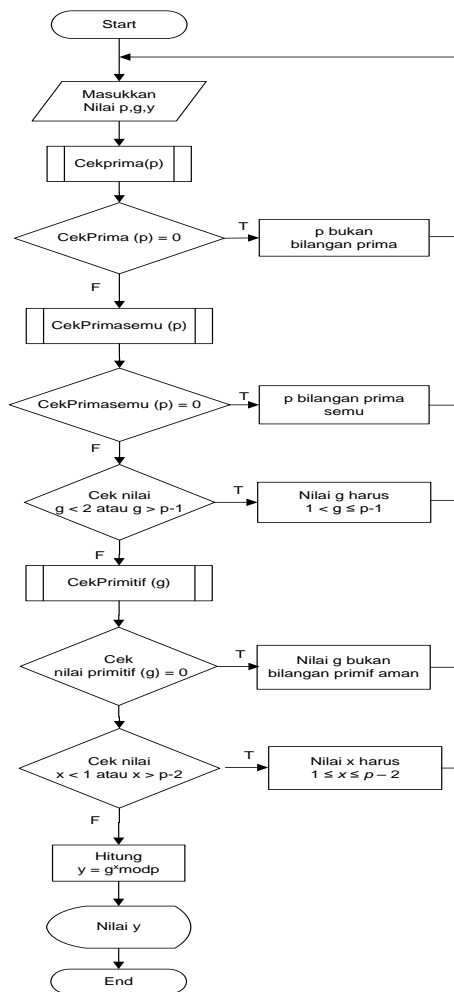 Start
Masukkan
Nilai p,g,y
Cekprima(p)
CekPrima (p) = 0
T
p bukan
bilangan prima
F
CekPrimasemu (p)
CekPrimasemu (p) = 0
T
p bilangan prima
semu
F
Cek nilai
g < 2 atau g > p-1
T
Nilai g harus
1 < g ≤ p-1
F
CekPrimitif (g)
Cek
nilai primitif (g) = 0
T
Nilai g bukan
bilangan primif aman
Cek nilai
x < 1 atau x > p-2
T
Nilai x harus
1 ≤ x ≤ p – 2
F
Hitung
y = gˣmodp
Nilai y
End